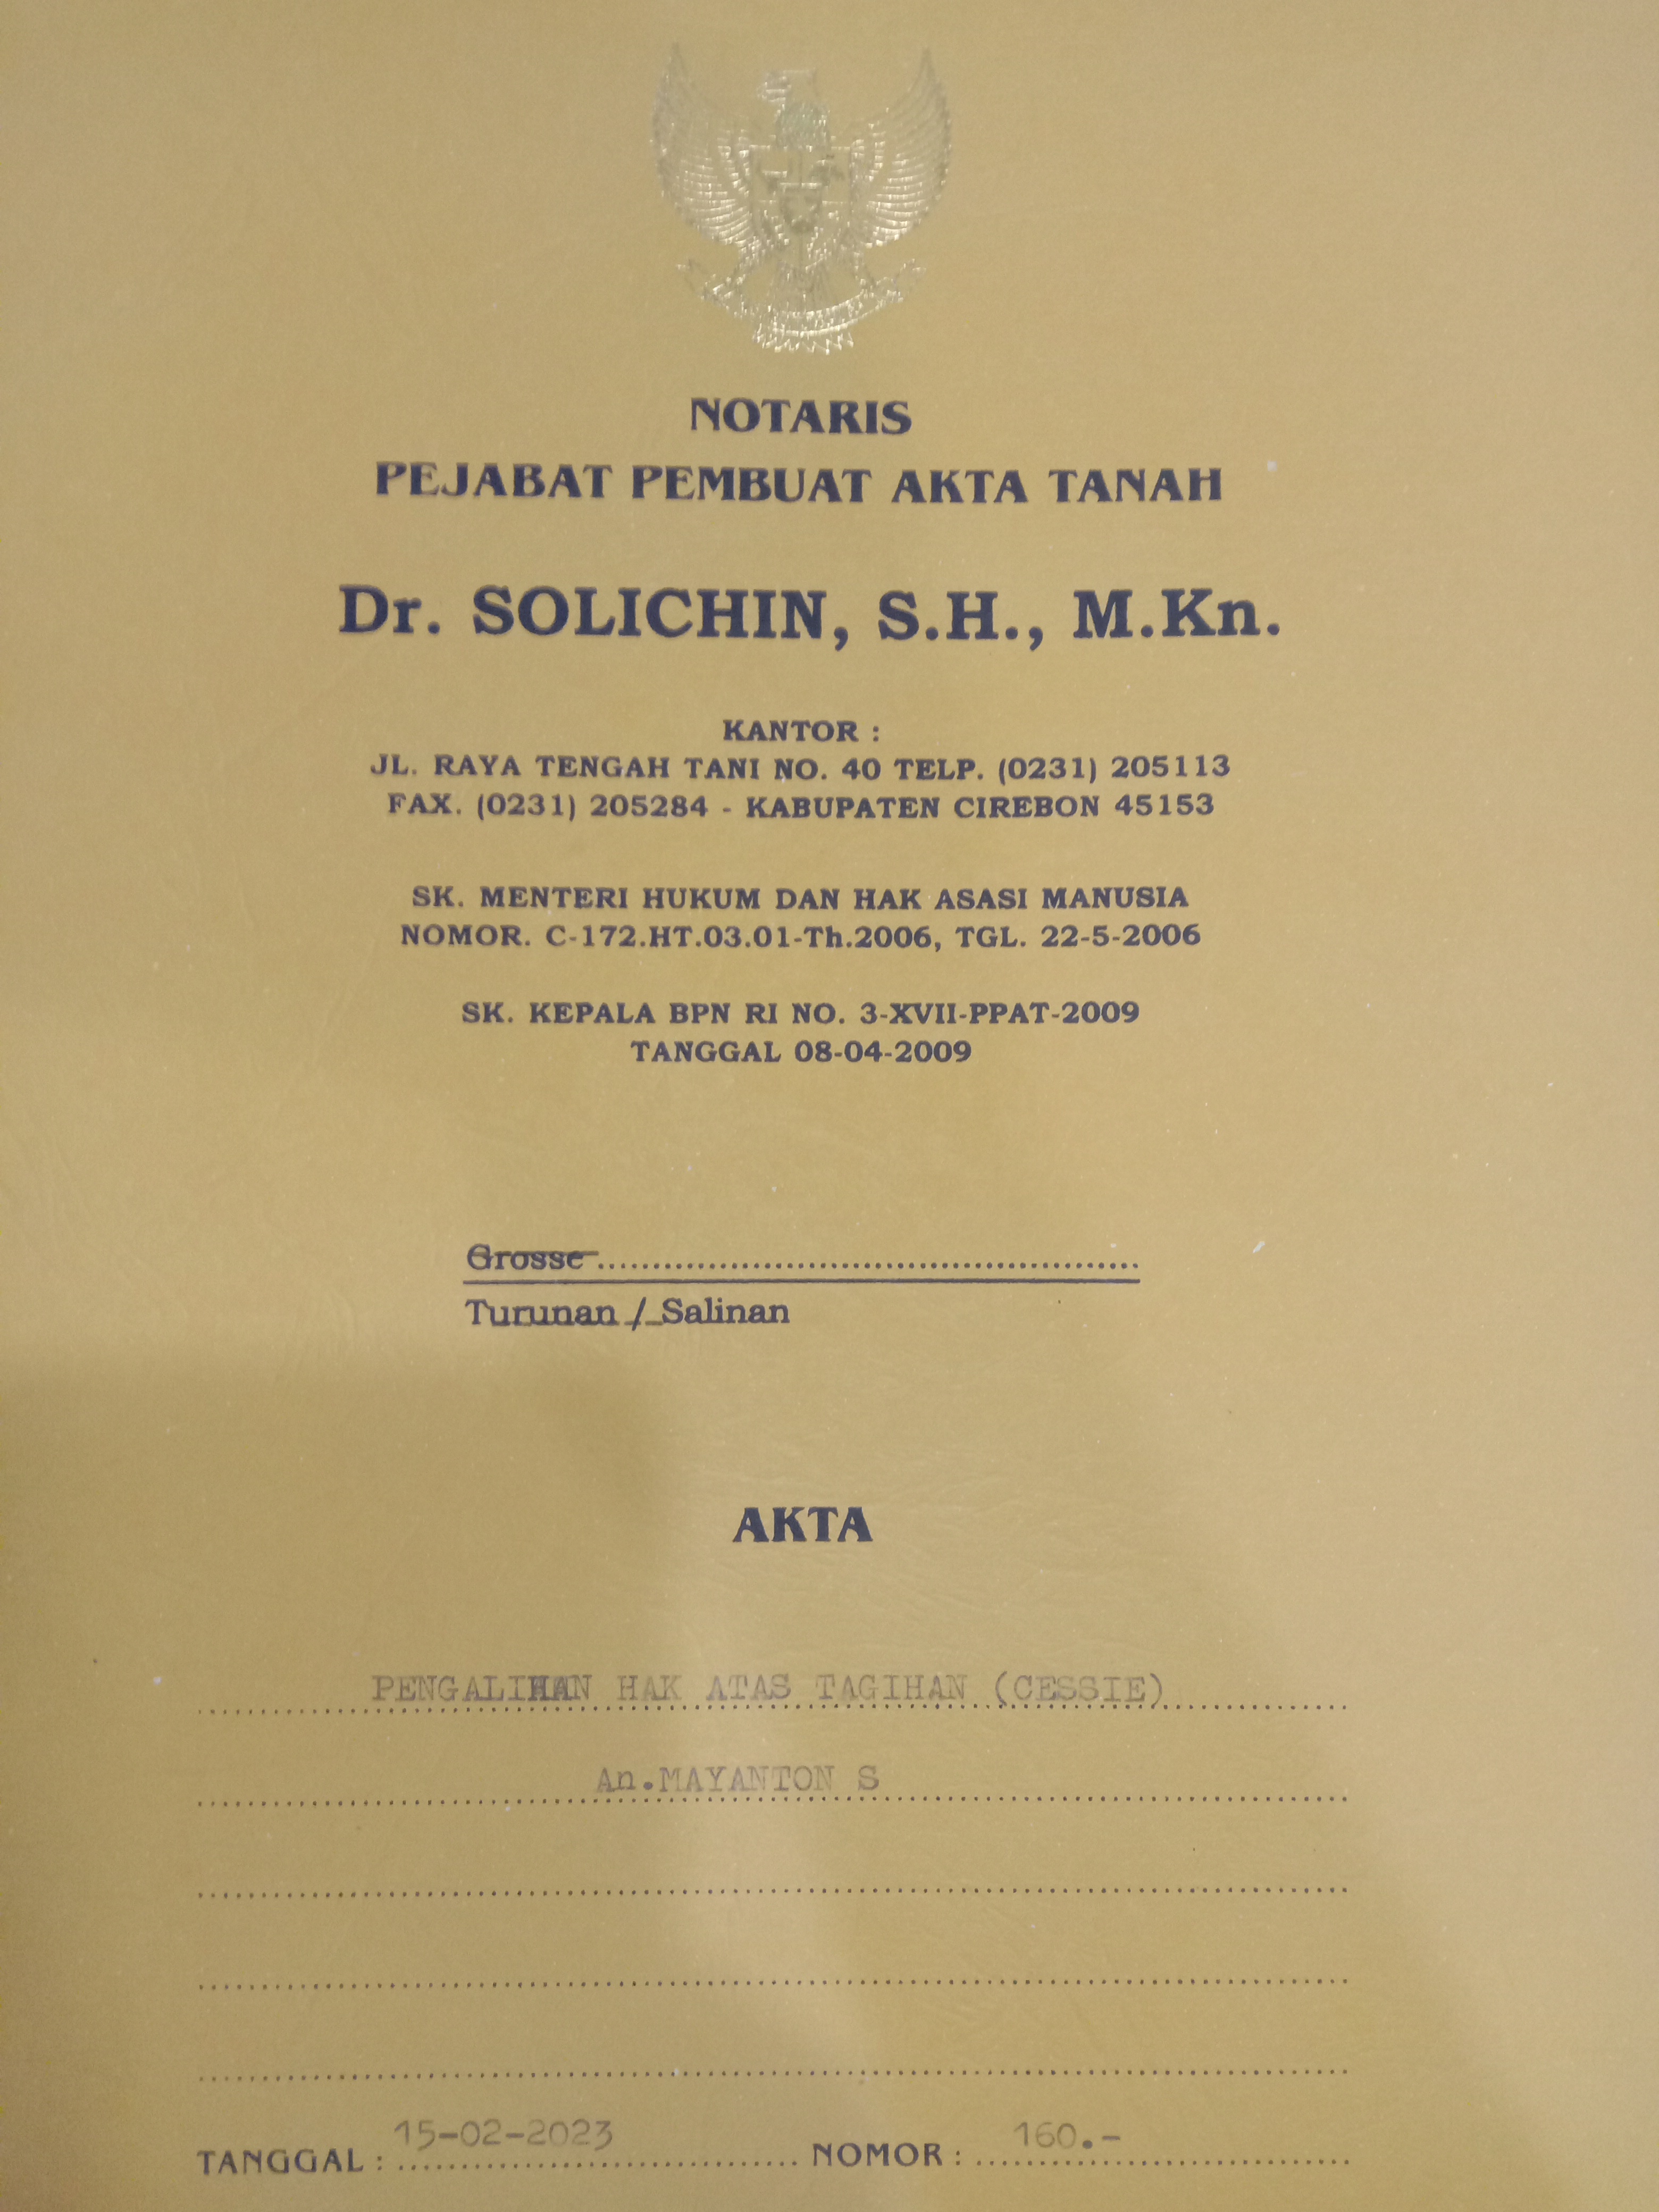 NOTARIS
PEJABAT PEMBUAT AKTA TANAH
Dr. SOLICHIN, S.H., M.Kn.
KANTOR :
JL. RAYA TENGAH TANI NO. 40 TELP. (0231) 205113
FAX. (0231) 205284 - KABUPATEN CIREBON 45153
SK. MENTERI HUKUM DAN HAK ASASI MANUSIA
NOMOR. C-172.HT.03.01-Th.2006, TGL. 22-5-2006
SK. KEPALA BPN RI NO. 3-XVII-PPAT-2009
TANGGAL 08-04-2009
Grosse ..................................................
Turunan / Salinan
AKTA
PENGALIHAN HAK ATAS TAGIHAN (CESSIE)
An.MAYANTON S
TANGGAL : 15-02-2023 NOMOR : 160.-